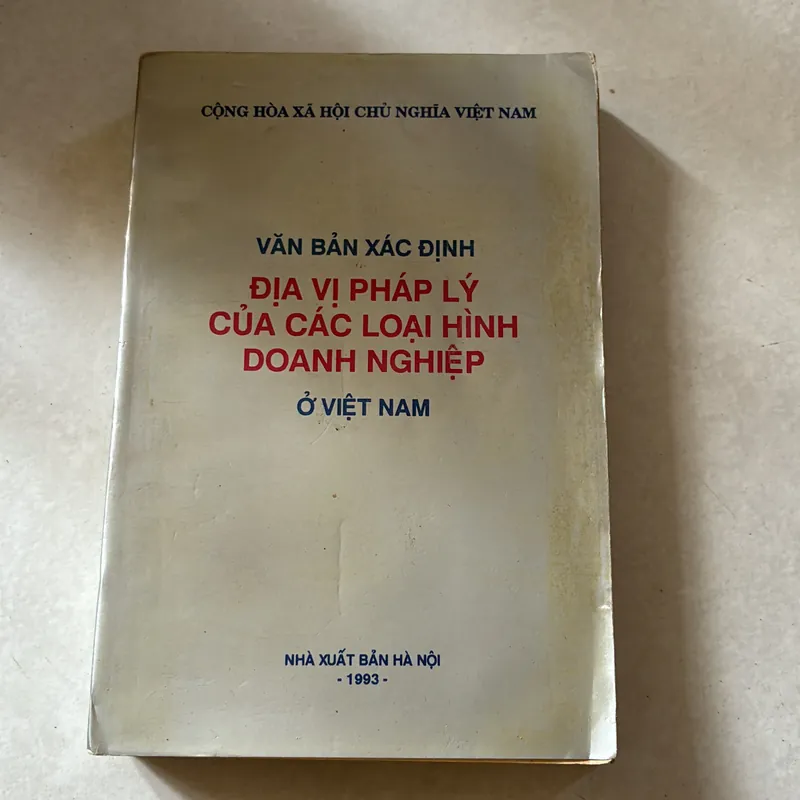 CỘNG HÒA XÃ HỘI CHỦ NGHĨA VIỆT NAM
VĂN BẢN XÁC ĐỊNH
ĐỊA VỊ PHÁP LÝ
CỦA CÁC LOẠI HÌNH
DOANH NGHIỆP
Ở VIỆT NAM
NHÀ XUẤT BẢN HÀ NỘI
- 1993 -